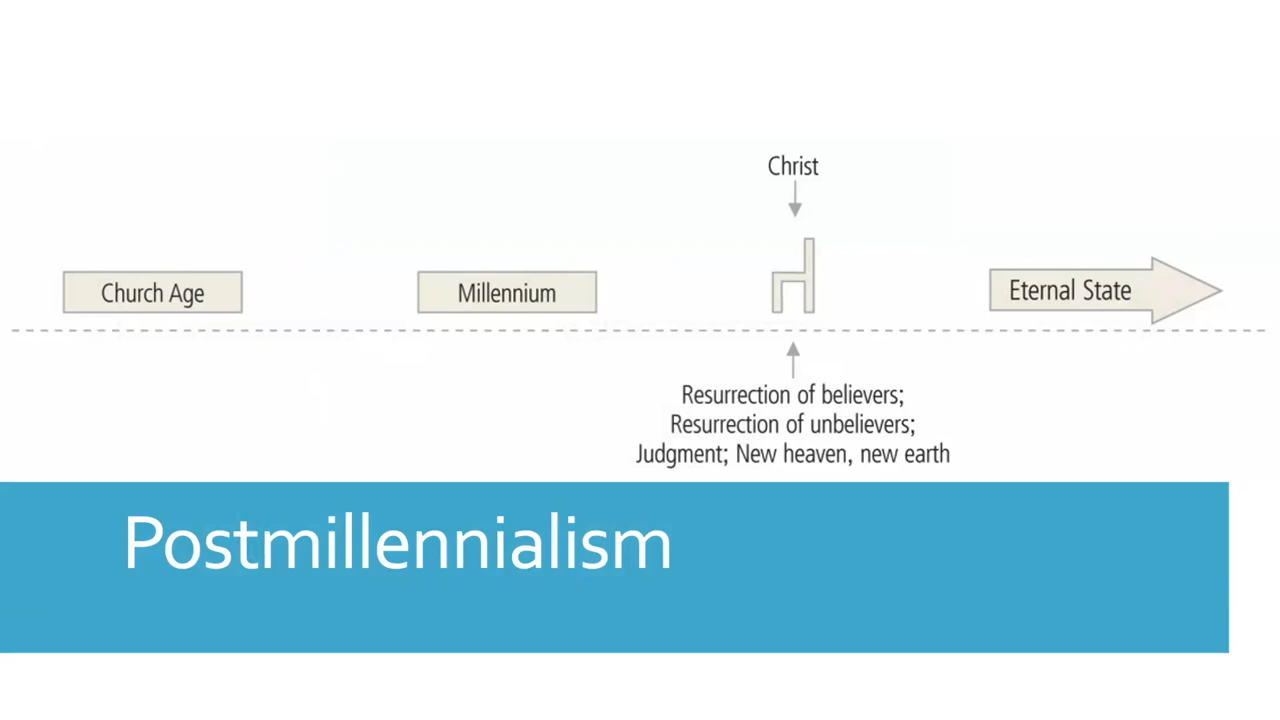 Christ
Church Age
Millennium
Eternal State
Resurrection of believers;
Resurrection of unbelievers;
Judgment; New heaven, new earth
Postmillennialism